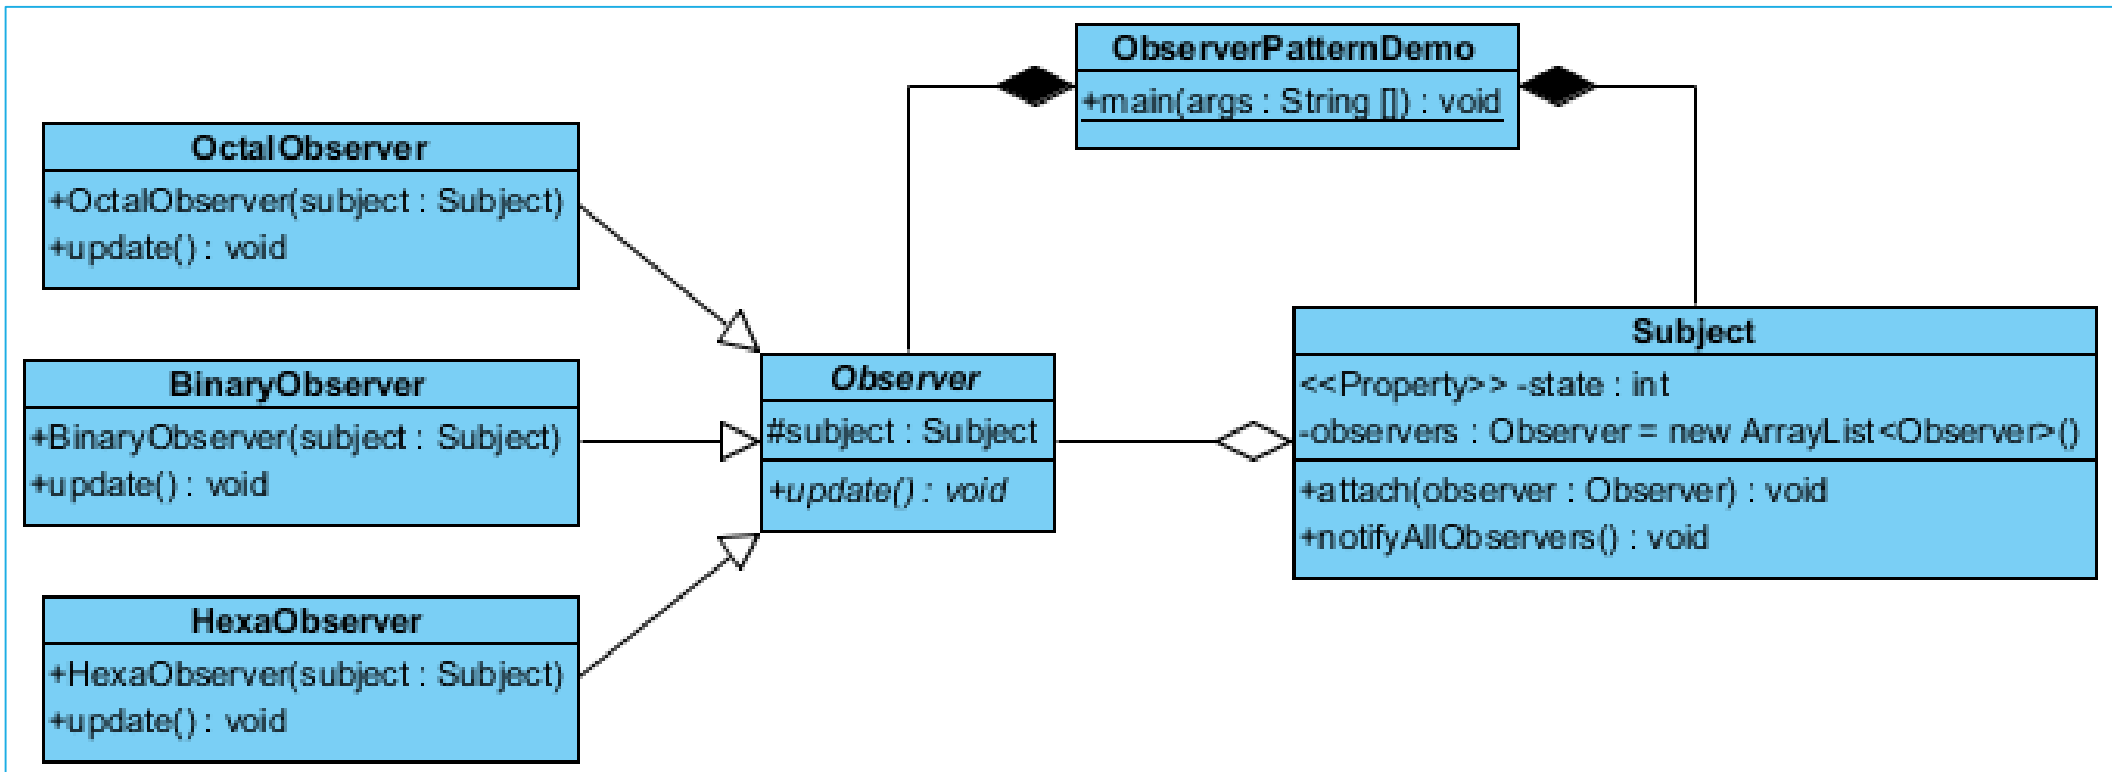 ObserverPatternDemo
+main(args : String []) : void
OctalObserver
+OctalObserver(subject : Subject)
+update() : void
BinaryObserver
+BinaryObserver(subject : Subject)
+update() : void
HexaObserver
+HexaObserver(subject : Subject)
+update() : void
Observer
#subject : Subject
+update() : void
Subject
<<Property>> -state : int
-observers : Observer = new ArrayList<Observer>()
+attach(observer : Observer) : void
+notifyAllObservers() : void